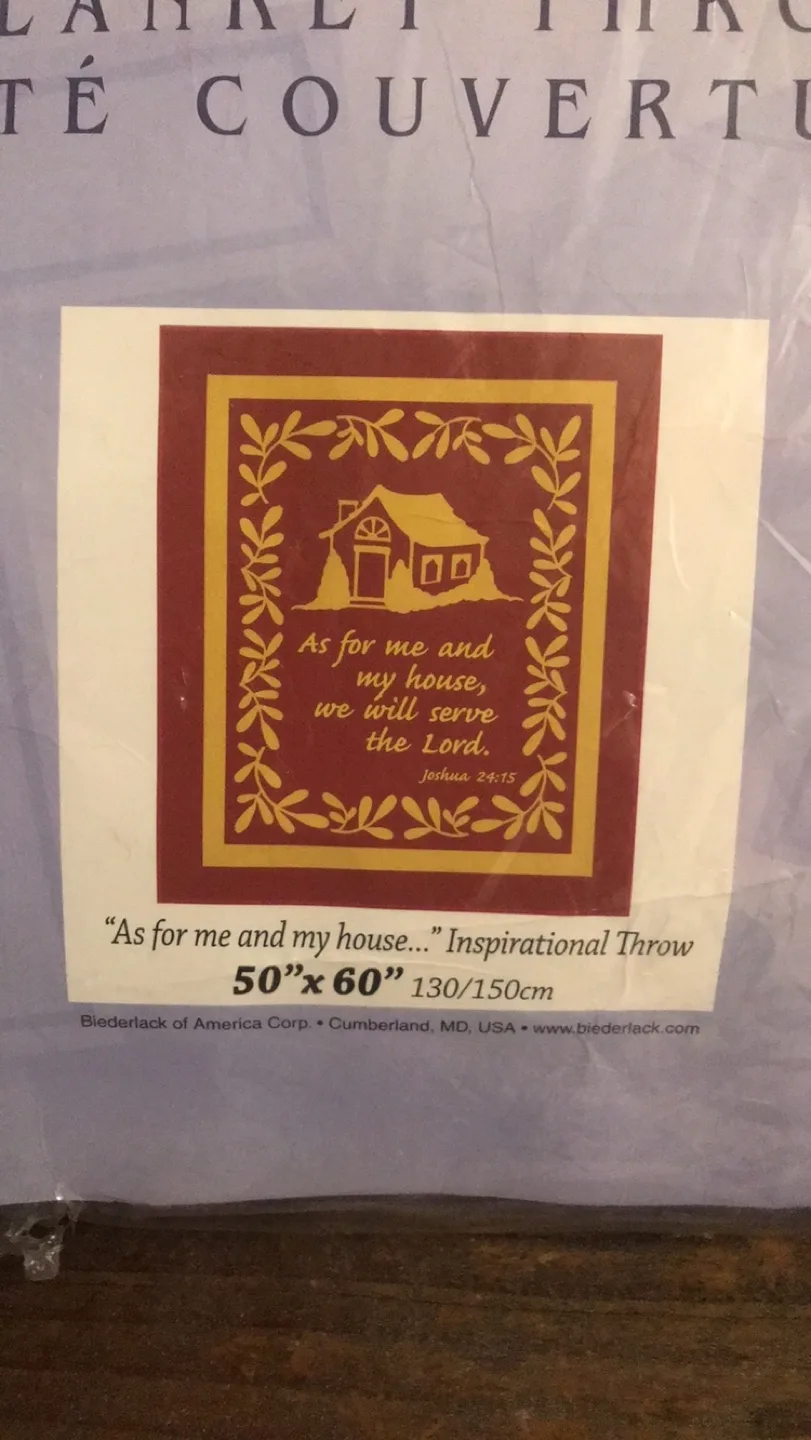 TÉ COUVERTU
As for me and
my house,
we will serve
the Lord.
Joshua 24:15
“As for me and my house...” Inspirational Throw
50”x 60” 130/150cm
Biederlack of America Corp. • Cumberland, MD, USA • www.biederlack.com